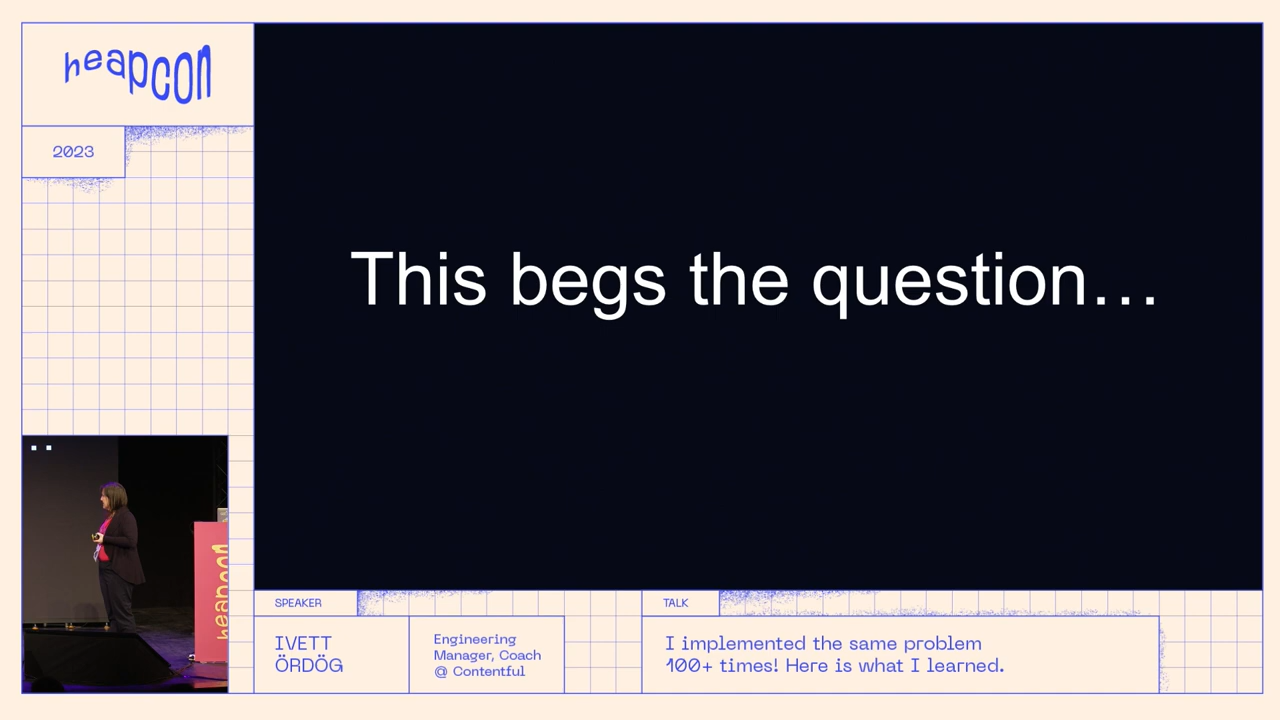 heapcon
2023
This begs the question…
heapcon
SPEAKER
IVETT
ÖRDÖG
Engineering
Manager, Coach
@ Contentful
TALK
I implemented the same problem
100+ times! Here is what I learned.